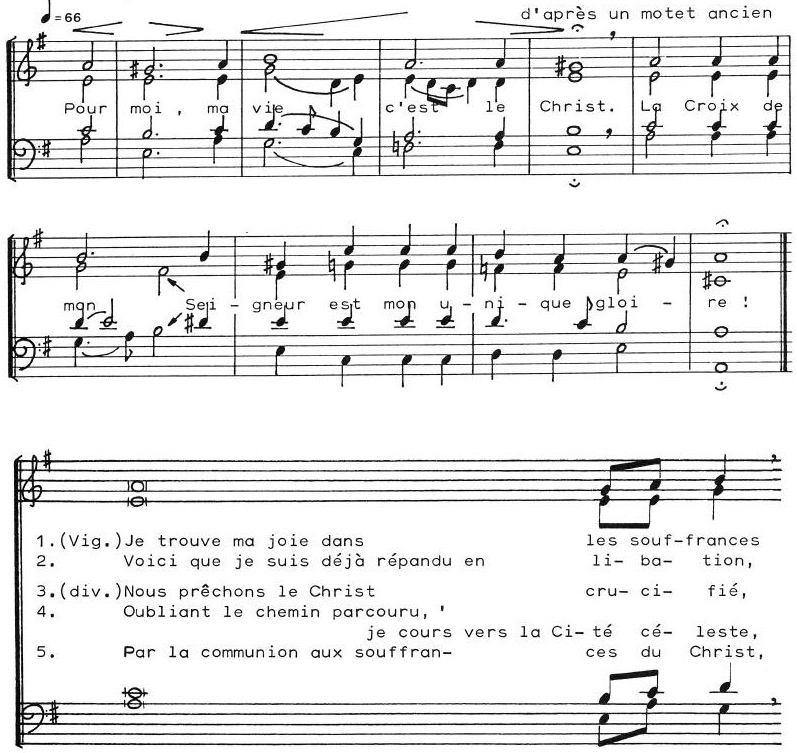 ♩=66
d'après un motet ancien
Pour moi, ma vie c'est le Christ. La Croix de
mon Sei-gneur est mon u-ni-que gloi-re !
1.(Vig.)Je trouve ma joie dans les souf-frances
2. Voici que je suis déjà répandu en li- ba- tion,
3.(div.)Nous prêchons le Christ cru- ci- fié,
4. Oubliant le chemin parcouru, '
je cours vers la Ci-té cé- leste,
5. Par la communion aux souffran- ces du Christ,